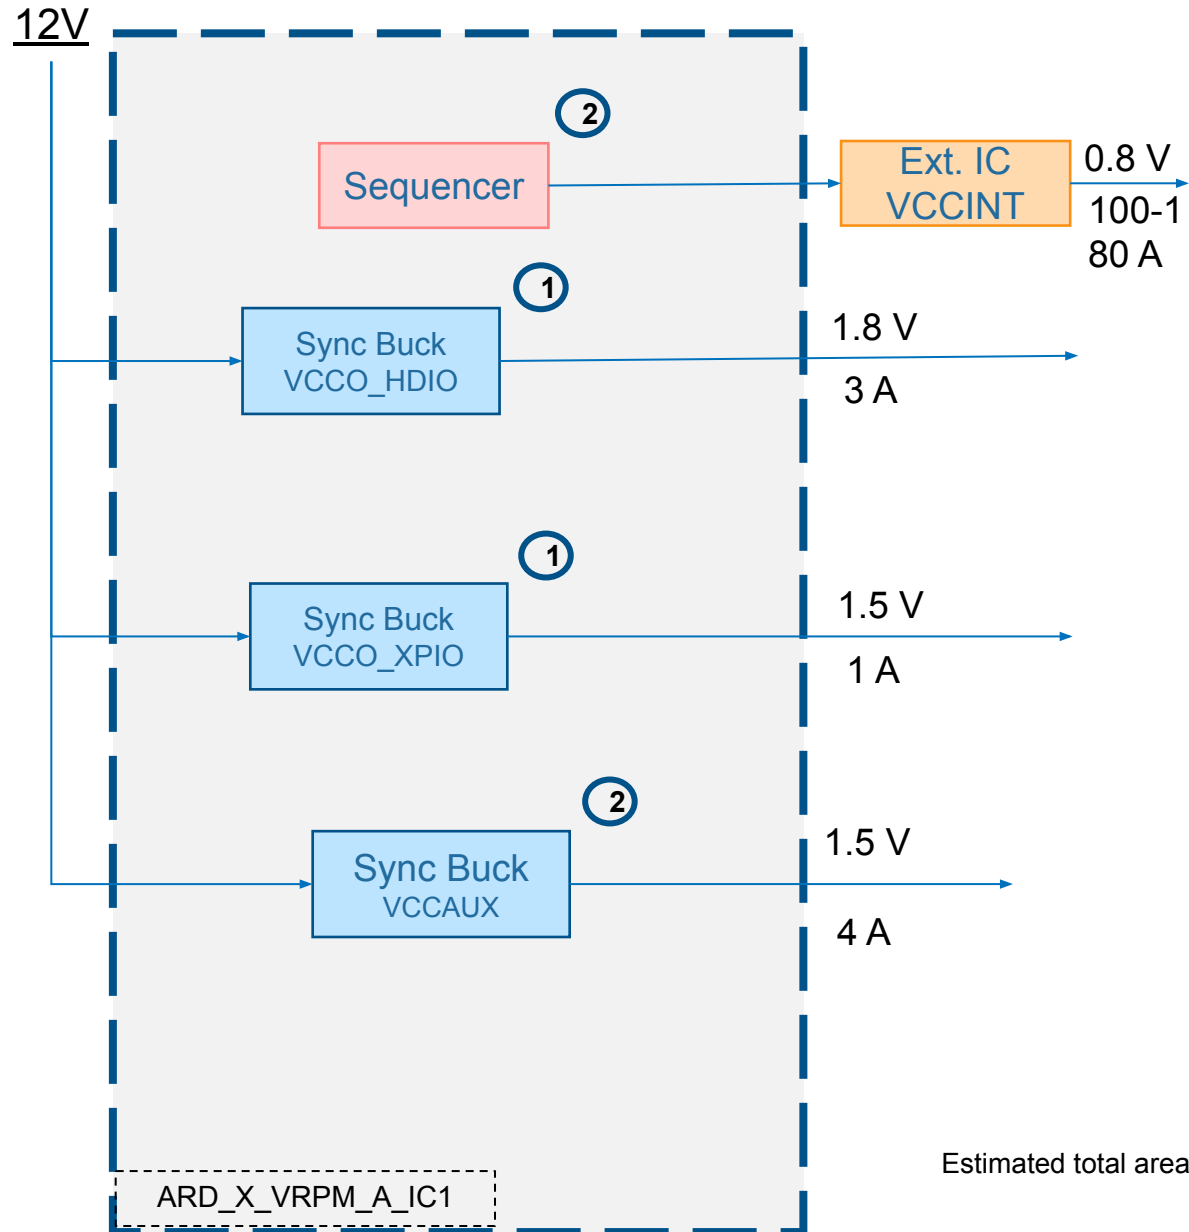 12V
2
Sequencer
Ext. IC
VCCINT
0.8 V
100-1
80 A
1
Sync Buck
VCCO_HDIO
1.8 V
3 A
1
Sync Buck
VCCO_XPIO
1.5 V
1 A
2
Sync Buck
VCCAUX
1.5 V
4 A
Estimated total area
ARD_X_VRPM_A_IC1